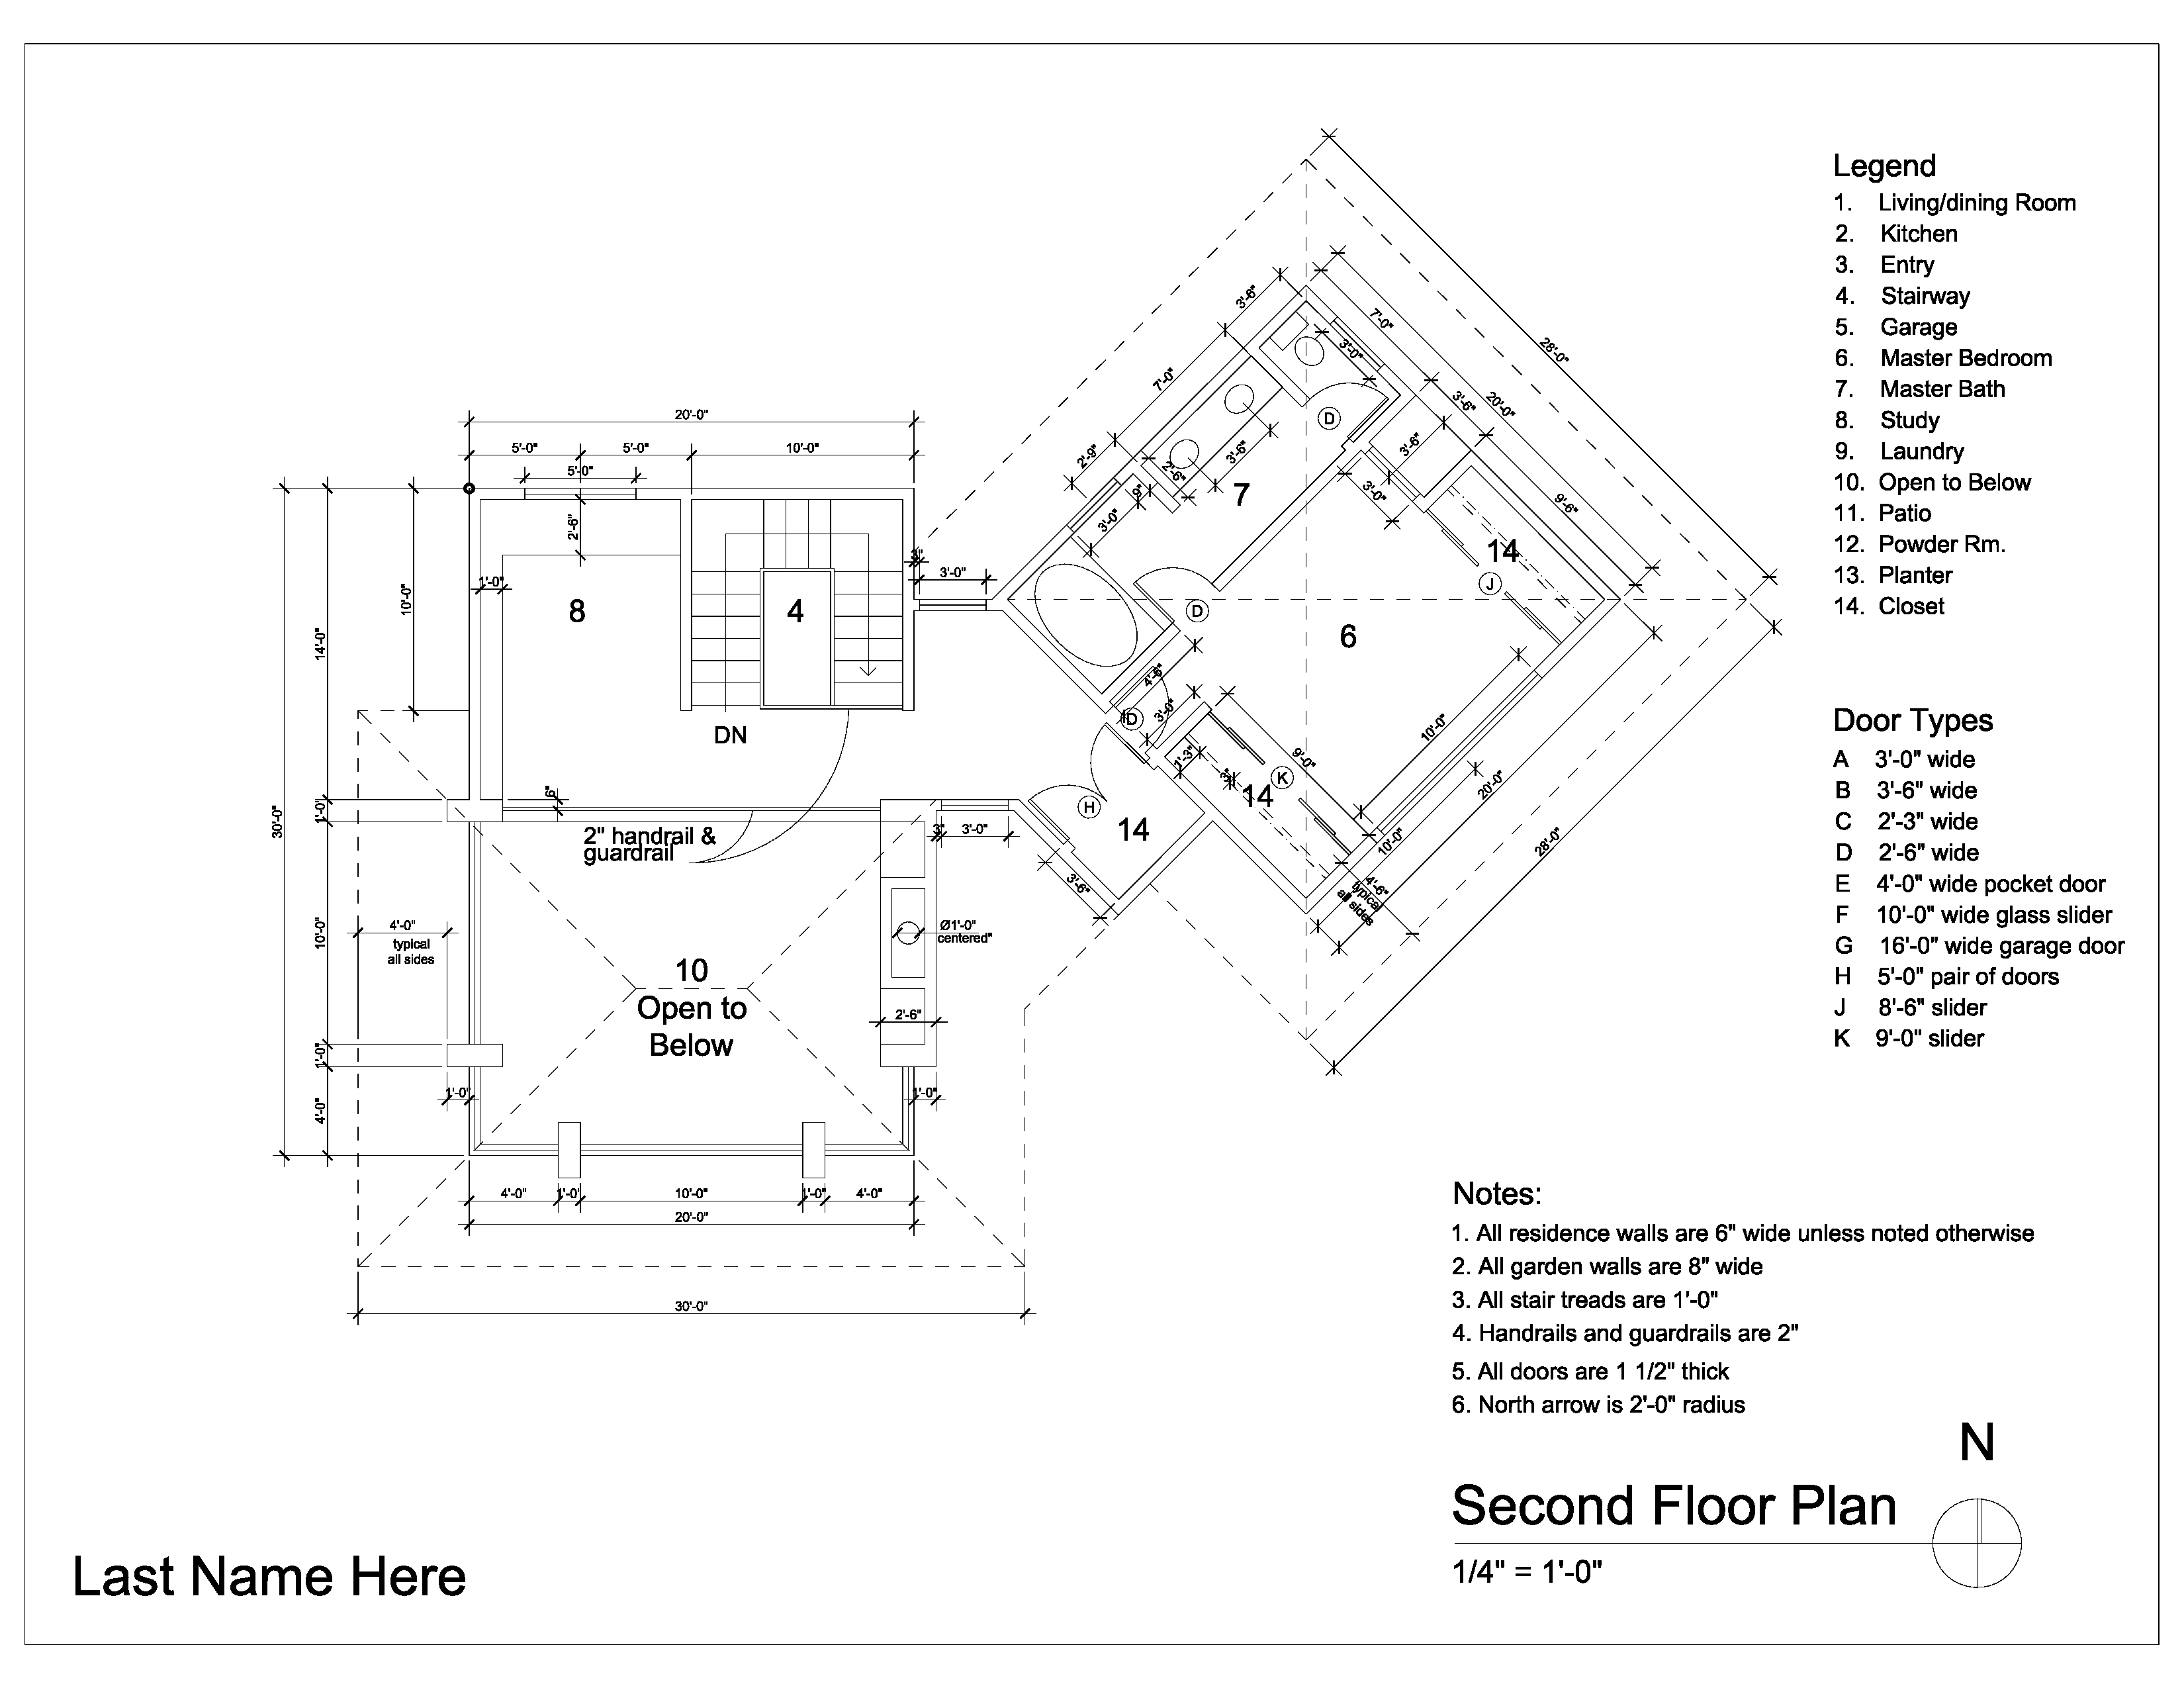 Legend
1. Living/dining Room
2. Kitchen
3. Entry
4. Stairway
5. Garage
6. Master Bedroom
7. Master Bath
8. Study
9. Laundry
10. Open to Below
11. Patio
12. Powder Rm.
13. Planter
14. Closet
Door Types
A 3'-0" wide
B 3'-6" wide
C 2'-3" wide
D 2'-6" wide
E 4'-0" wide pocket door
F 10'-0" wide glass slider
G 16'-0" wide garage door
H 5'-0" pair of doors
J 8'-6" slider
K 9'-0" slider
20'-0"
5'-0"
5'-0"
10'-0"
5'-0"
2'-6"
1'-0"
10'-0"
14'-0"
30'-0"
1'-0"
6"
8
4
DN
3"
3'-0"
2" handrail &
guardrail
3"
3'-0"
4'-0"
typical
all sides
10'-0"
1'-0"
4'-0"
Ø1'-0"
centered"
10
Open to
Below
2'-6"
1'-0"
1'-0"
4'-0"
1'-0"
10'-0"
1'-0"
4'-0"
20'-0"
30'-0"
3'-6"
7'-0"
2'-9"
7'-0"
28'-0"
3'-0"
3'-6"
20'-0"
D
3'-6"
3'-6"
2'-6"
9"
3'-0"
7
3'-0"
9'-6"
14
J
D
6
4'-6"
D
3'-0"
1'-3"
3"
9'-0"
K
14
10'-0"
20'-0"
28'-0"
10'-0"
4'-6"
typical
all sides
H
14
3'-6"
Notes:
1. All residence walls are 6" wide unless noted otherwise
2. All garden walls are 8" wide
3. All stair treads are 1'-0"
4. Handrails and guardrails are 2"
5. All doors are 1 1/2" thick
6. North arrow is 2'-0" radius
N
Second Floor Plan
1/4" = 1'-0"
Last Name Here